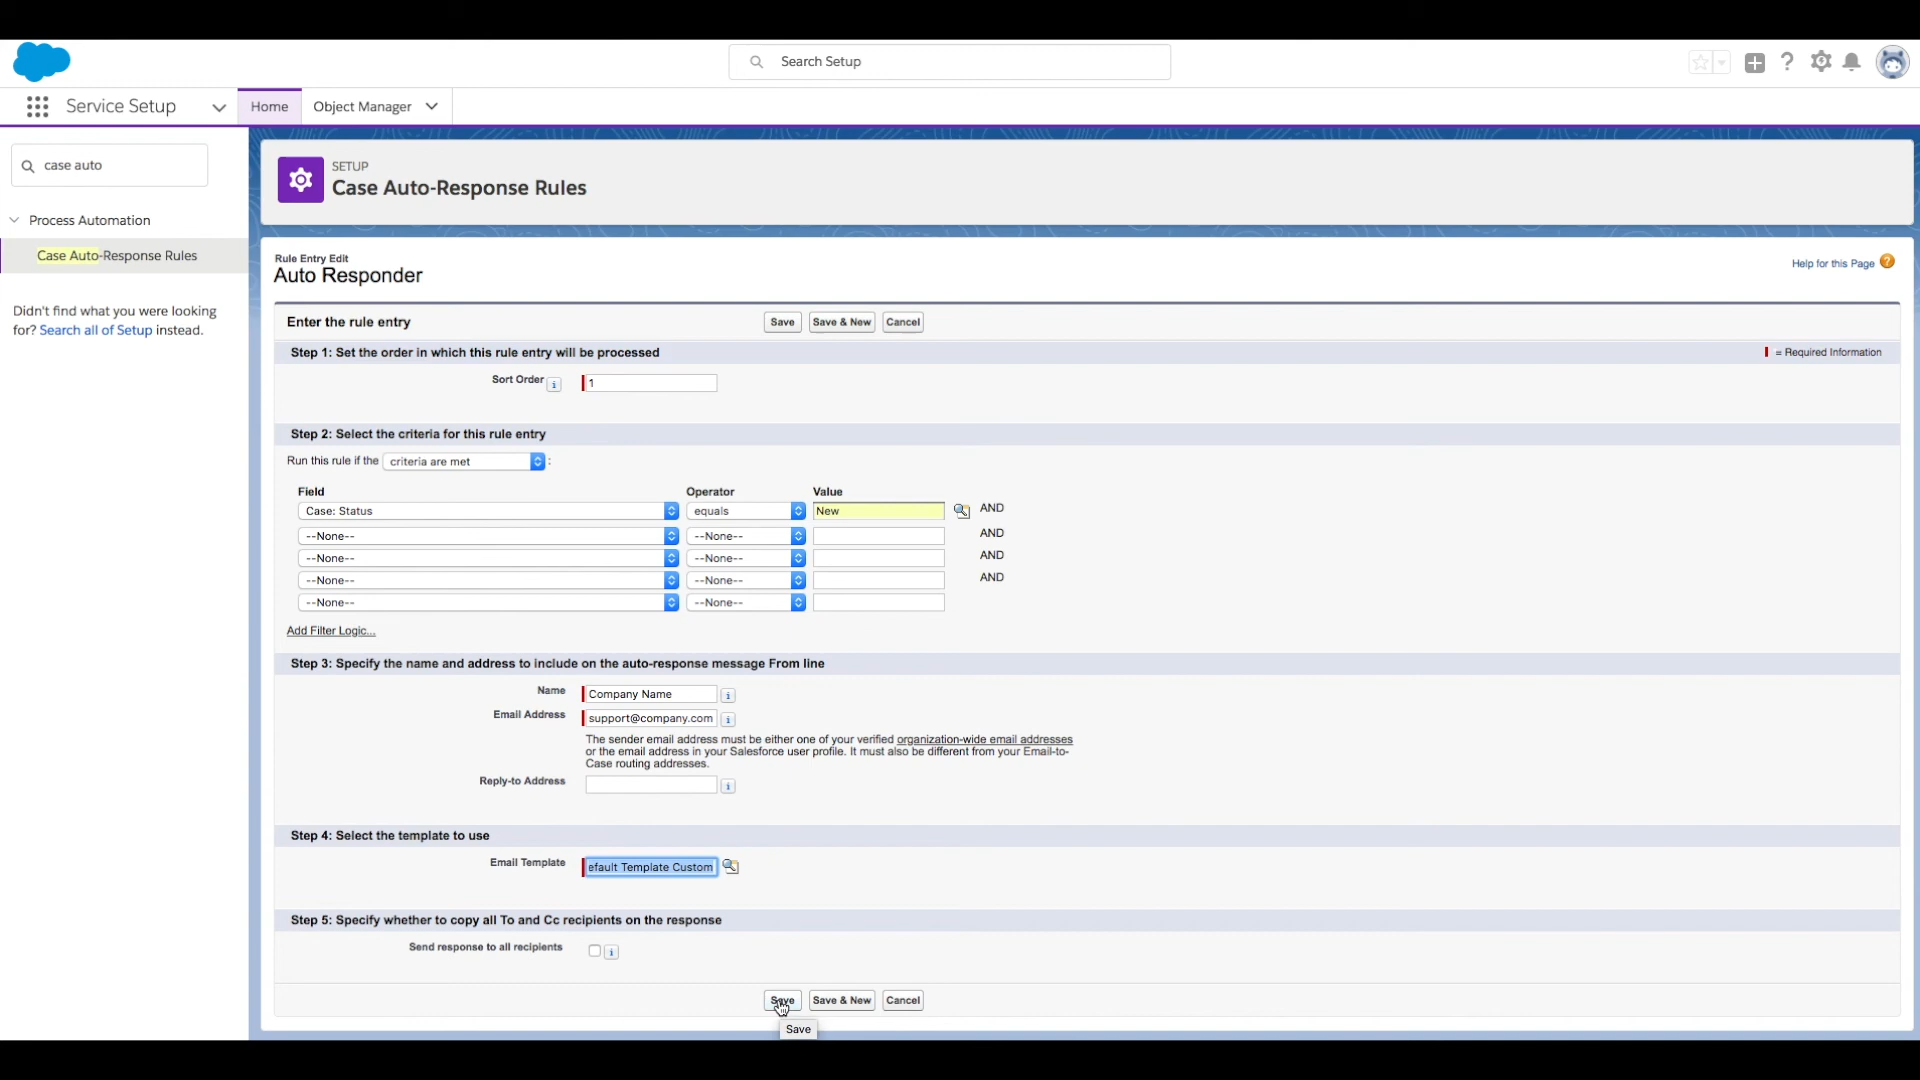 Search Setup
Service Setup
Home
Object Manager
case auto
Process Automation
Case Auto-Response Rules
Didn't find what you were looking
for? Search all of Setup instead.
SETUP
Case Auto-Response Rules
Rule Entry Edit
Auto Responder
Help for this Page ?
Enter the rule entry
Save
Save & New
Cancel
Step 1: Set the order in which this rule entry will be processed
= Required Information
Sort Order i
1
Step 2: Select the criteria for this rule entry
Run this rule if the criteria are met :
Field Operator Value
Case: Status equals New AND
--None-- --None-- AND
--None-- --None-- AND
--None-- --None-- AND
--None-- --None--
Add Filter Logic...
Step 3: Specify the name and address to include on the auto-response message From line
Name Company Name i
Email Address support@company.com i
The sender email address must be either one of your verified organization-wide email addresses
or the email address in your Salesforce user profile. It must also be different from your Email-to-
Case routing addresses.
Reply-to Address i
Step 4: Select the template to use
Email Template efault Template Custom
Step 5: Specify whether to copy all To and Cc recipients on the response
Send response to all recipients i
Save
Save & New
Cancel
Save